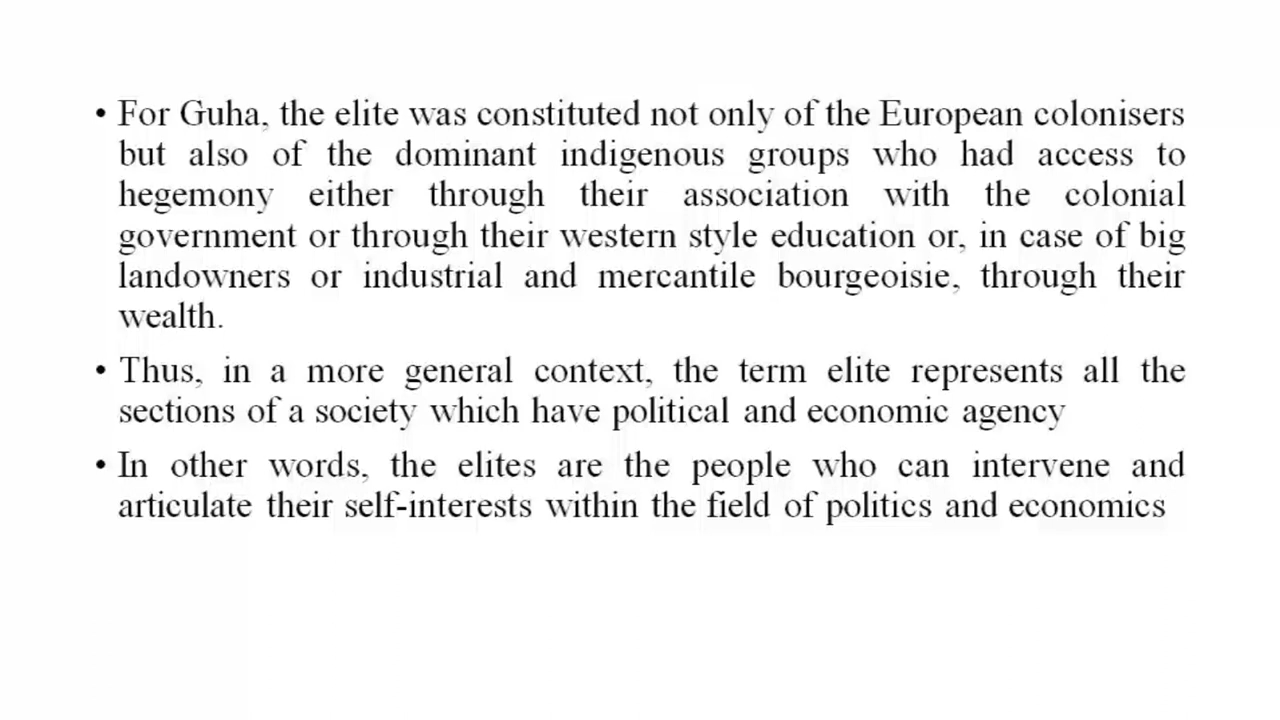 • For Guha, the elite was constituted not only of the European colonisers
but also of the dominant indigenous groups who had access to
hegemony either through their association with the colonial
government or through their western style education or, in case of big
landowners or industrial and mercantile bourgeoisie, through their
wealth.
• Thus, in a more general context, the term elite represents all the
sections of a society which have political and economic agency
• In other words, the elites are the people who can intervene and
articulate their self-interests within the field of politics and economics